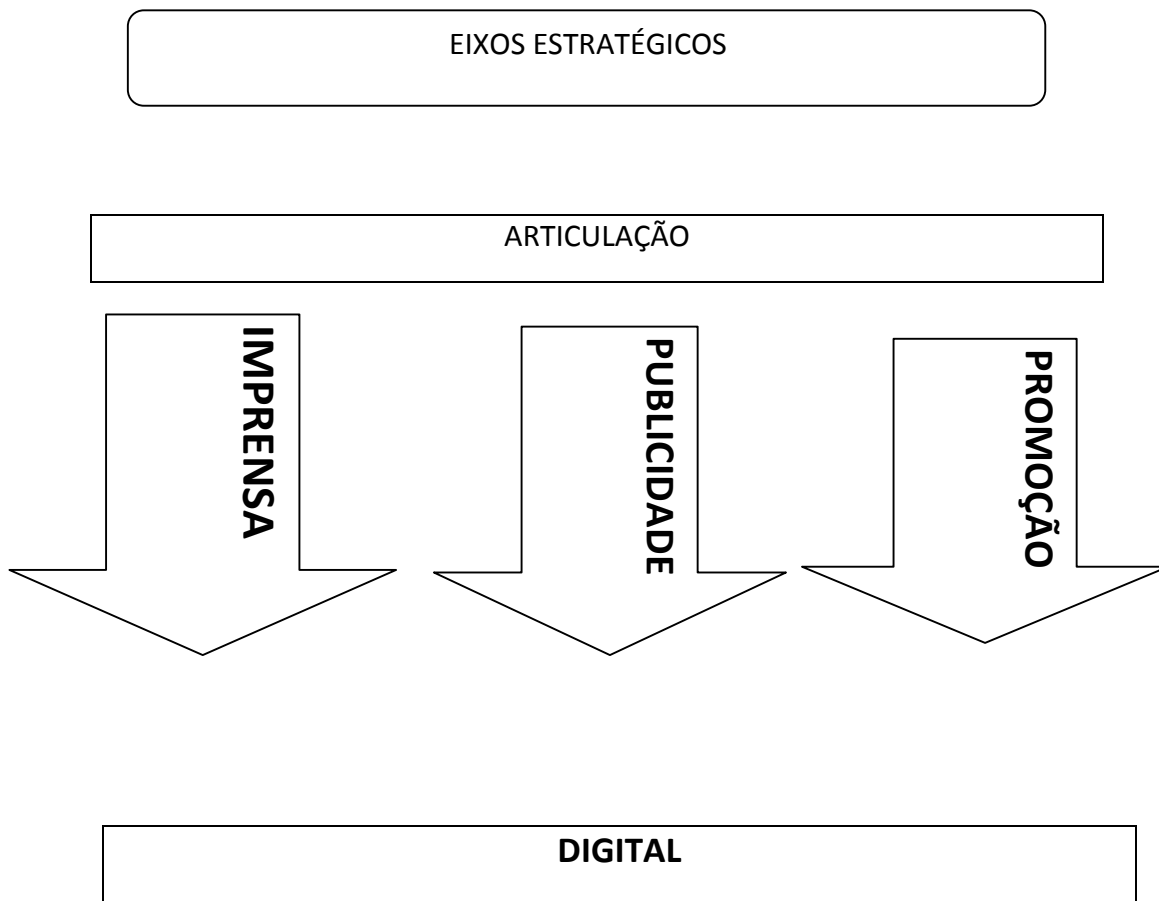 EIXOS ESTRATÉGICOS
ARTICULAÇÃO
IMPRENSA
PUBLICIDADE
PROMOÇÃO
DIGITAL